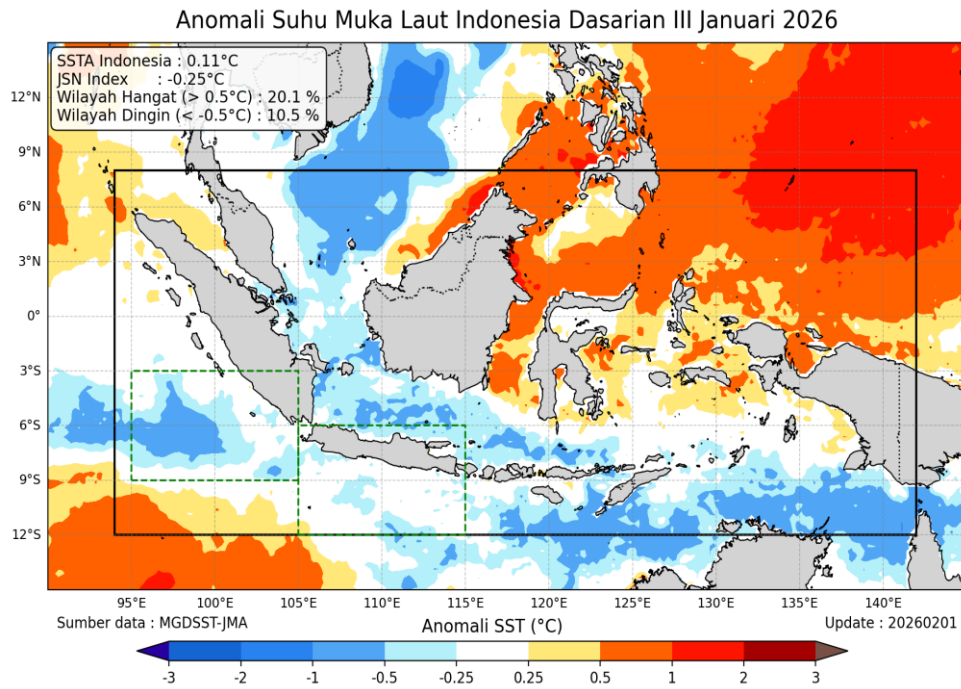 Anomali Suhu Muka Laut Indonesia Dasarian III Januari 2026
SSTA Indonesia : 0.11°C
JSN Index : -0.25°C
Wilayah Hangat (> 0.5°C) : 20.1 %
Wilayah Dingin (< -0.5°C) : 10.5 %
12°N
9°N
6°N
3°N
0°
3°S
6°S
9°S
12°S
95°E 100°E 105°E 110°E 115°E 120°E 125°E 130°E 135°E 140°E
Sumber data : MGDSST-JMA Anomali SST (°C) Update : 20260201
-3 -2 -1 -0.5 -0.25 0.25 0.5 1 2 3